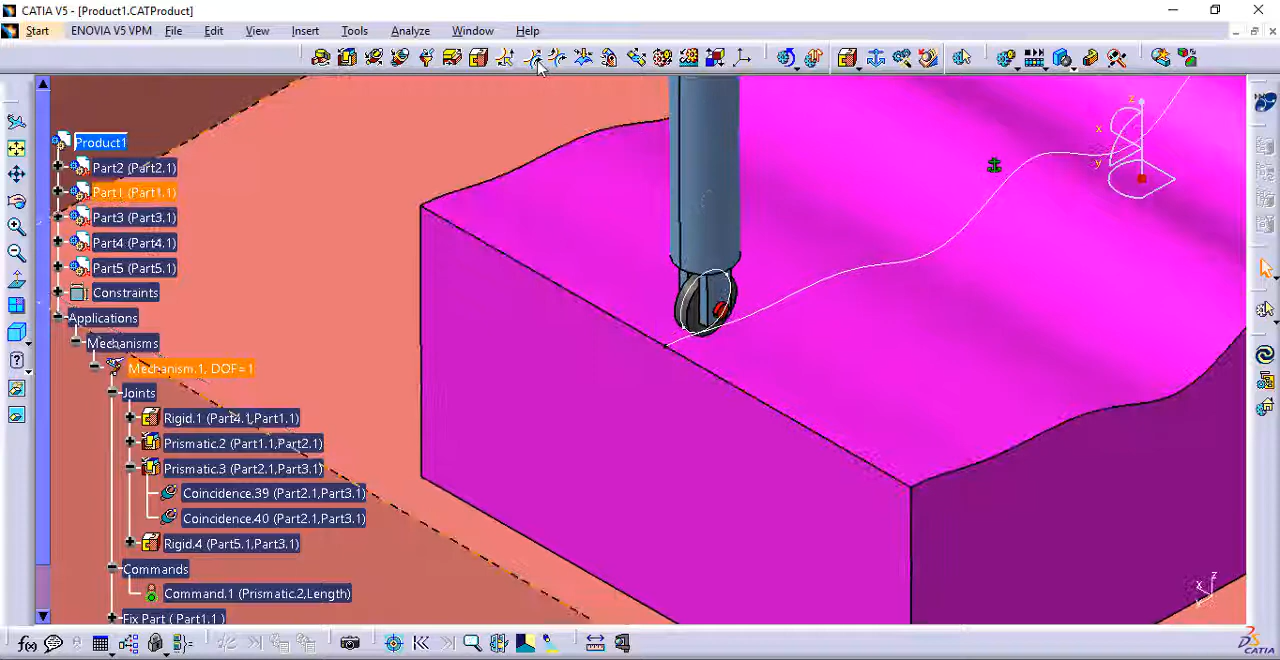 CATIA V5 - [Product1.CATProduct]
Start ENOVIA V5 VPM File Edit View Insert Tools Analyze Window Help
Product1
Part2 (Part2.1)
Part1 (Part1.1)
Part3 (Part3.1)
Part4 (Part4.1)
Part5 (Part5.1)
Constraints
Applications
Mechanisms
Mechanism.1, DOF=1
Joints
Rigid.1 (Part4.1,Part1.1)
Prismatic.2 (Part1.1,Part2.1)
Prismatic.3 (Part2.1,Part3.1)
Coincidence.39 (Part2.1,Part3.1)
Coincidence.40 (Part2.1,Part3.1)
Rigid.4 (Part5.1,Part3.1)
Commands
Command.1 (Prismatic.2,Length)
Fix Part ( Part1.1 )
z
x
y
z
x
f(x)
CATIA